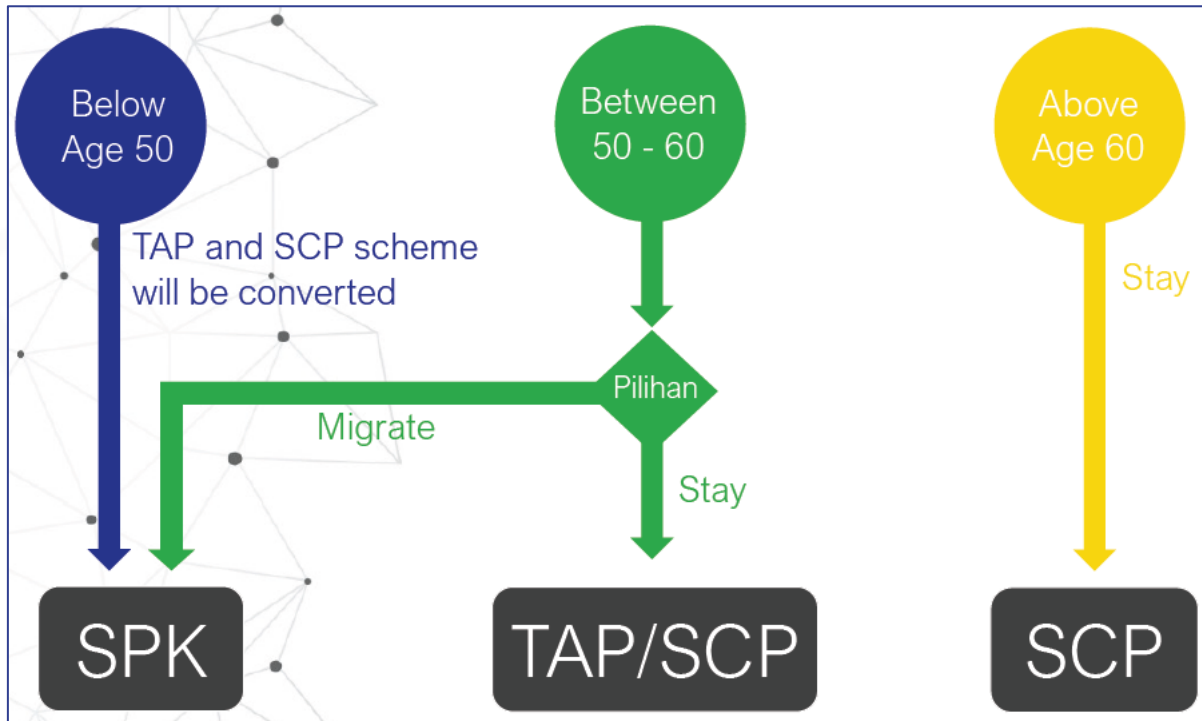 Below
Age 50
Between
50 - 60
Above
Age 60
TAP and SCP scheme
will be converted
Stay
Pilihan
Migrate
Stay
SPK
TAP/SCP
SCP